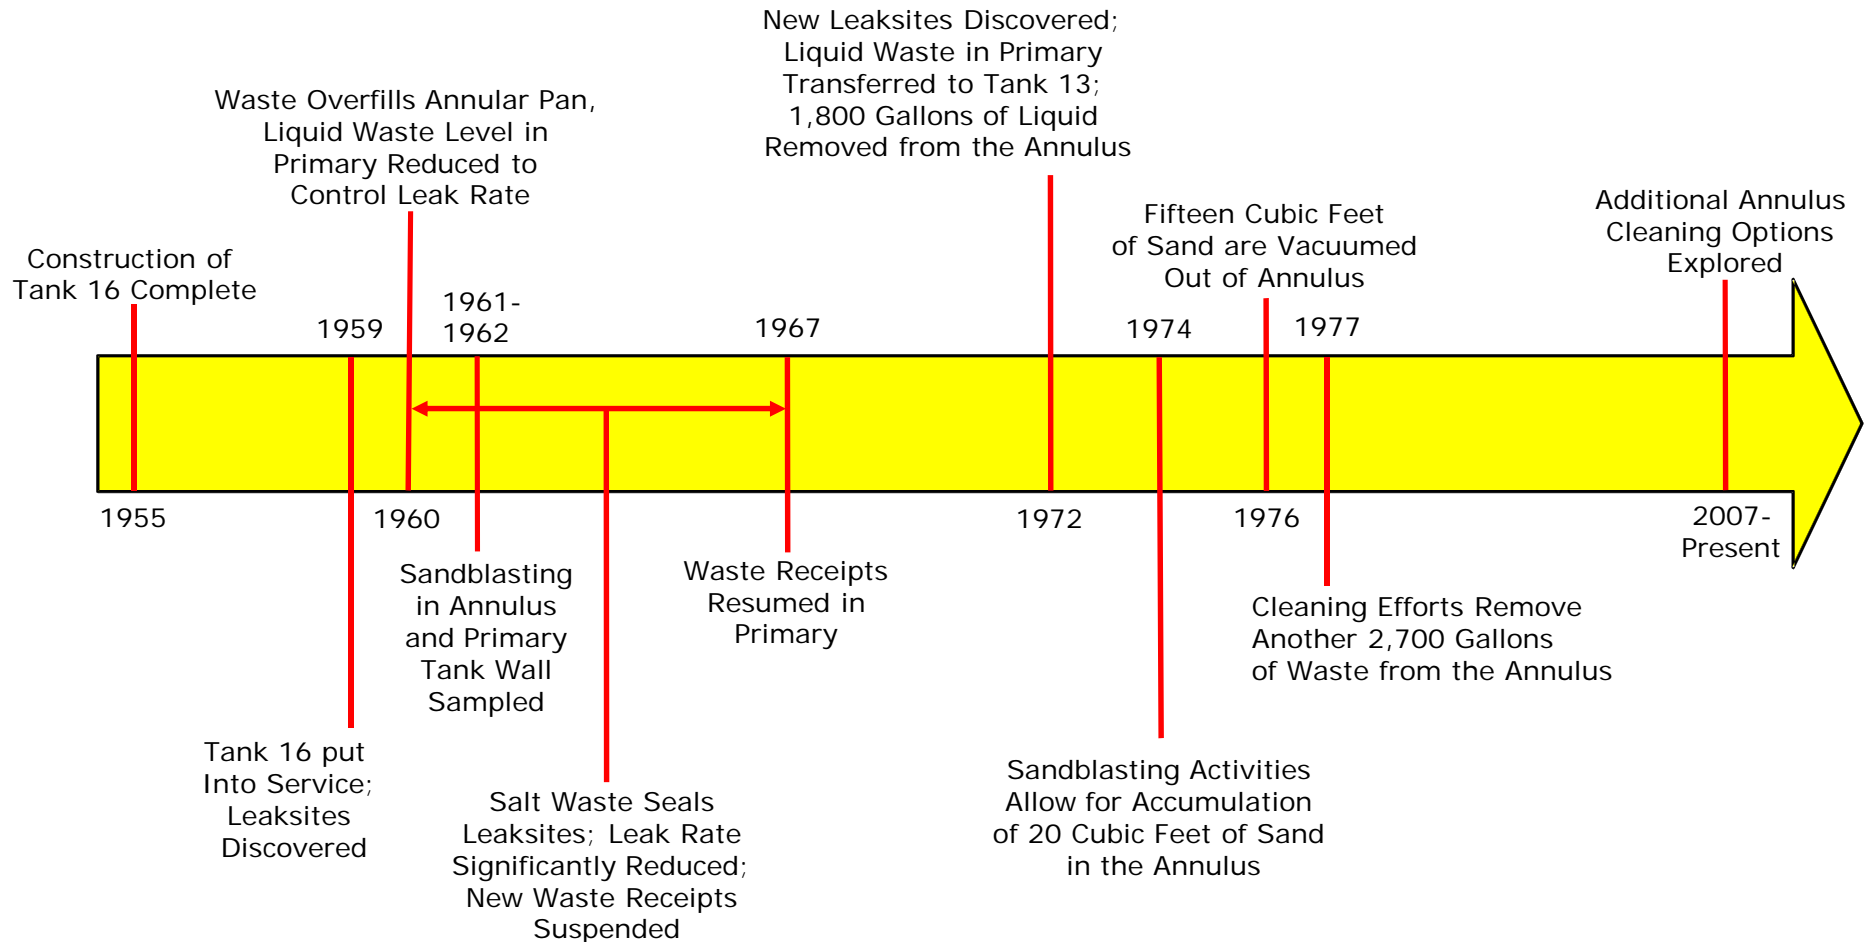 New Leaksites Discovered;
Liquid Waste in Primary
Transferred to Tank 13;
1,800 Gallons of Liquid
Removed from the Annulus
Waste Overfills Annular Pan,
Liquid Waste Level in
Primary Reduced to
Control Leak Rate
Additional Annulus
Cleaning Options
Explored
Fifteen Cubic Feet
of Sand are Vacuumed
Out of Annulus
Construction of
Tank 16 Complete
1959
1961-
1962
1967
1974
1977
1955
1960
1972
1976
2007-
Present
Sandblasting
in Annulus
and Primary
Tank Wall
Sampled
Waste Receipts
Resumed in
Primary
Cleaning Efforts Remove
Another 2,700 Gallons
of Waste from the Annulus
Tank 16 put
Into Service;
Leaksites
Discovered
Salt Waste Seals
Leaksites; Leak Rate
Significantly Reduced;
New Waste Receipts
Suspended
Sandblasting Activities
Allow for Accumulation
of 20 Cubic Feet of Sand
in the Annulus